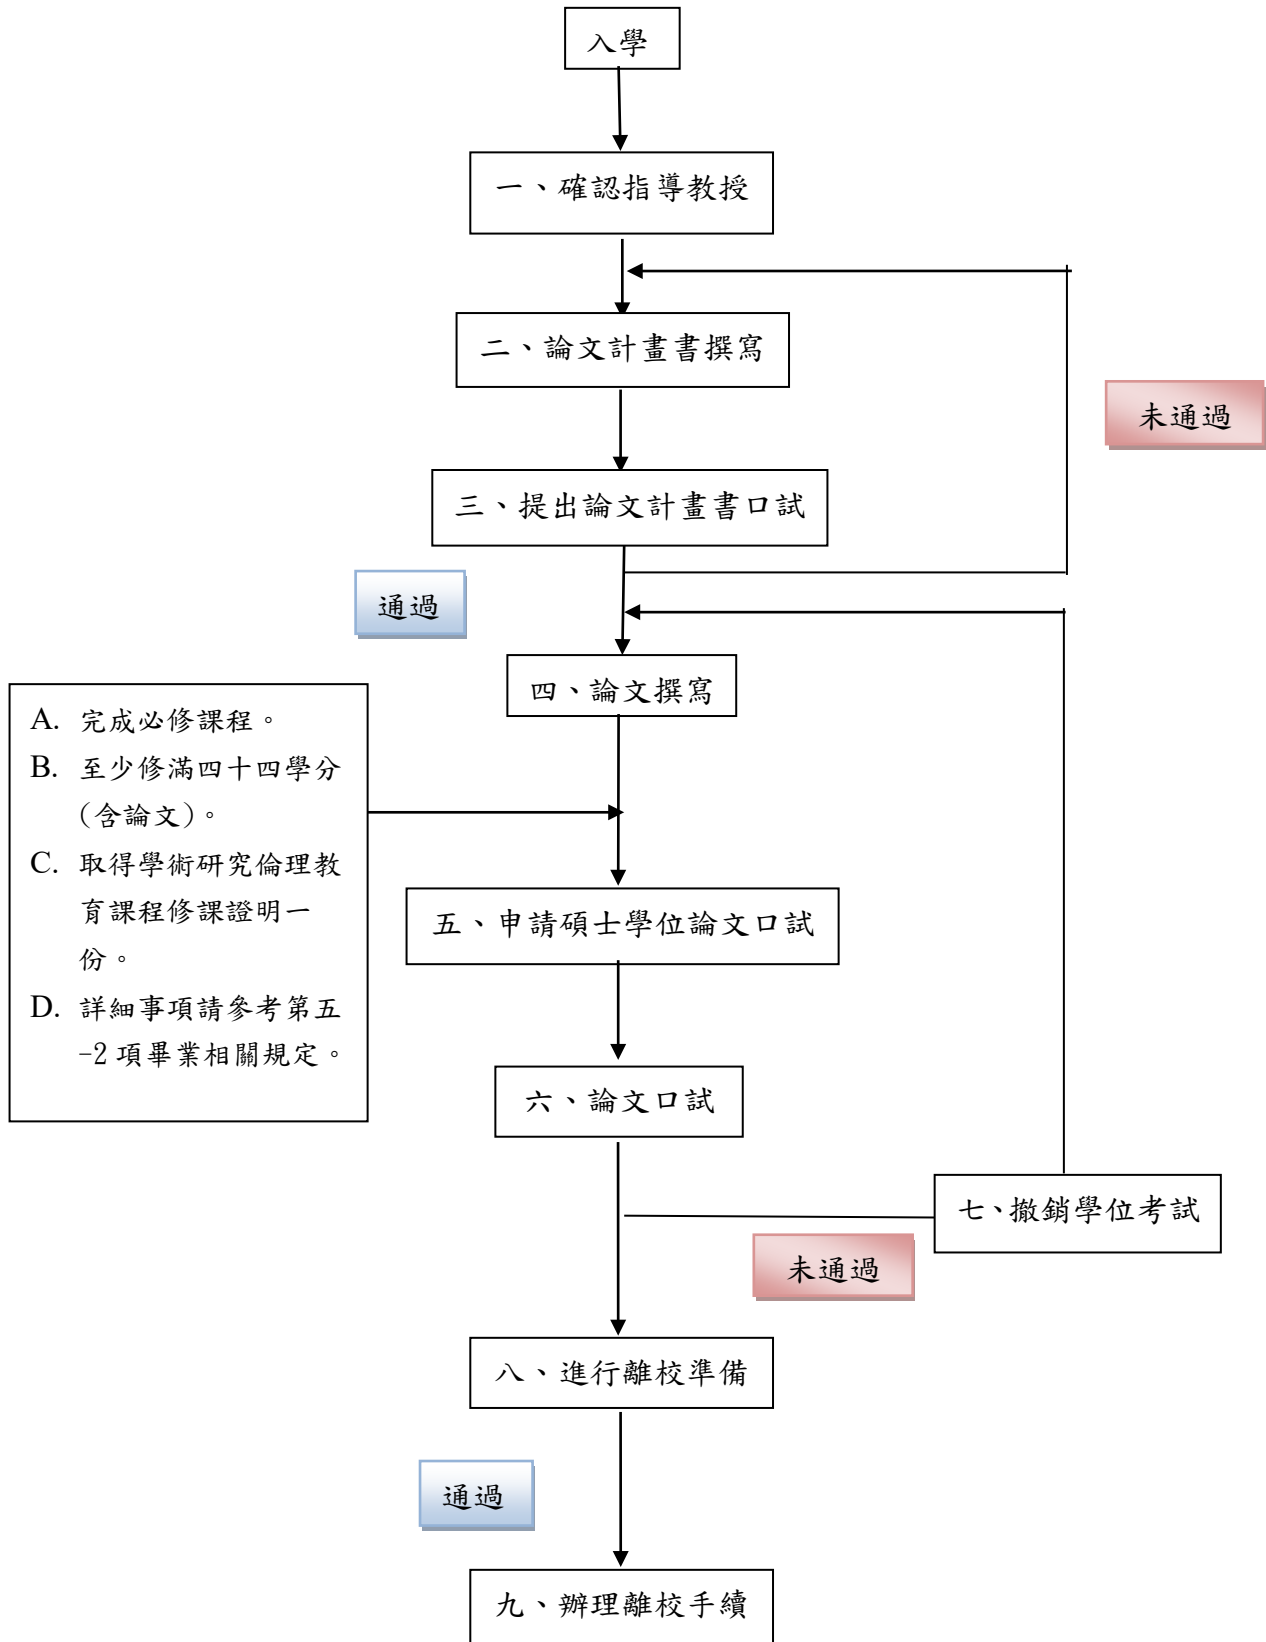 入學
一、確認指導教授
二、論文計畫書撰寫
未通過
三、提出論文計畫書口試
通過
四、論文撰寫
A. 完成必修課程。
B. 至少修滿四十四學分
(含論文)。
C. 取得學術研究倫理教
育課程修課證明一
份。
D. 詳細事項請參考第五
-2 項畢業相關規定。
五、申請碩士學位論文口試
六、論文口試
七、撤銷學位考試
未通過
八、進行離校準備
通過
九、辦理離校手續